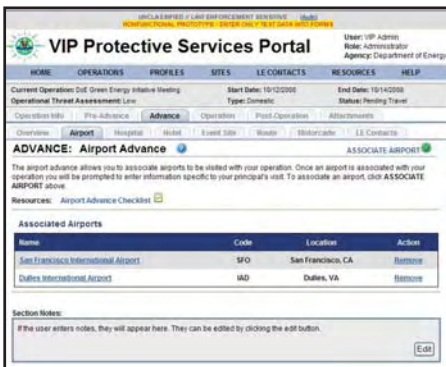 UNCLASSIFIED // LAW ENFORCEMENT SENSITIVE (Modify)
NONFUNCTIONAL PROTOTYPE - ENTER ONLY TEST DATA INTO FORMS
VIP Protective Services Portal
User: VIP Admin
Role: Administrator
Agency: Department of Energy
HOME OPERATIONS PROFILES SITES LE CONTACTS RESOURCES HELP
Current Operation: DoE Green Energy Initiative Meeting Start Date: 10/12/2008 End Date: 10/14/2008
Operational Threat Assessment: Low Type: Domestic Status: Pending Travel
Operation Info Pre-Advance Advance Operation Post-Operation Attachments
Overview Airport Hospital Hotel Event Site Route Motorcade LE Contacts
ADVANCE: Airport Advance ASSOCIATE AIRPORT
The airport advance allows you to associate airports to be visited with your operation. Once an airport is associated with your
operation you will be prompted to enter information specific to your principal's visit. To associate an airport, click ASSOCIATE
AIRPORT above.
Resources: Airport Advance Checklist
Associated Airports
Name Code Location Action
San Francisco International Airport SFO San Francisco, CA Remove
Dulles International Airport IAD Dulles, VA Remove
Section Notes:
If the user enters notes, they will appear here. They can be edited by clicking the edit button.
Edit